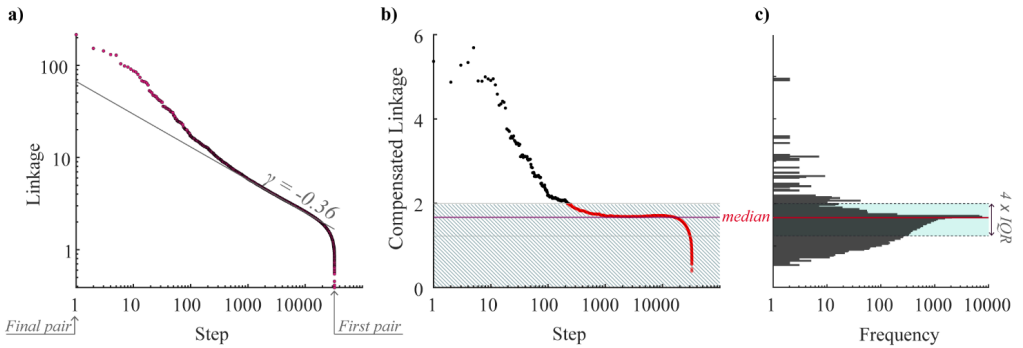 a)
b)
c)
100
10
1
Linkage
γ = -0.36
1
10
100
1000
10000
Final pair
Step
First pair
6
4
2
0
Compensated Linkage
1
10
100
1000
10000
Step
median
4 x IQR
1
10
100
1000
10000
Frequency